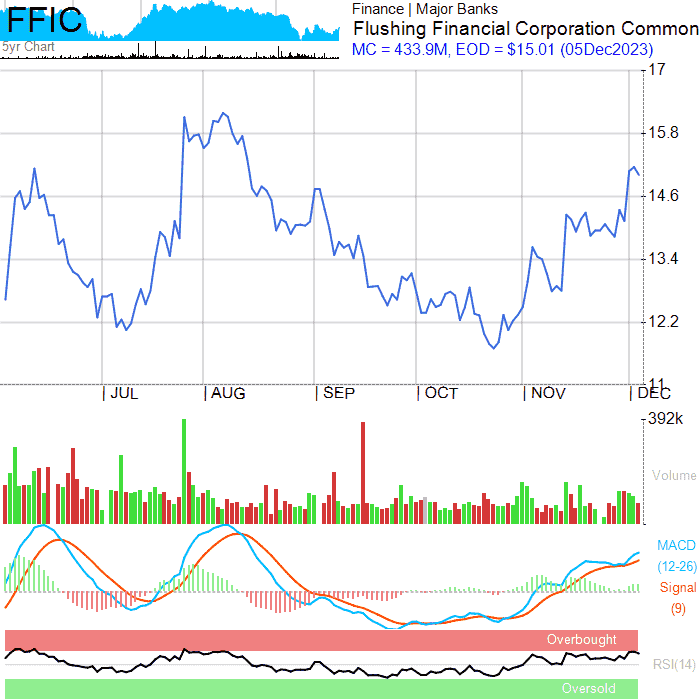 FFIC
5yr Chart
Finance | Major Banks
Flushing Financial Corporation Common
MC = 433.9M, EOD = $15.01 (05Dec2023)
17
15.8
14.6
13.4
12.2
11
| JUL | AUG | SEP | OCT | NOV | DEC
392k
Volume
MACD
(12-26)
Signal
(9)
Overbought
RSI(14)
Oversold